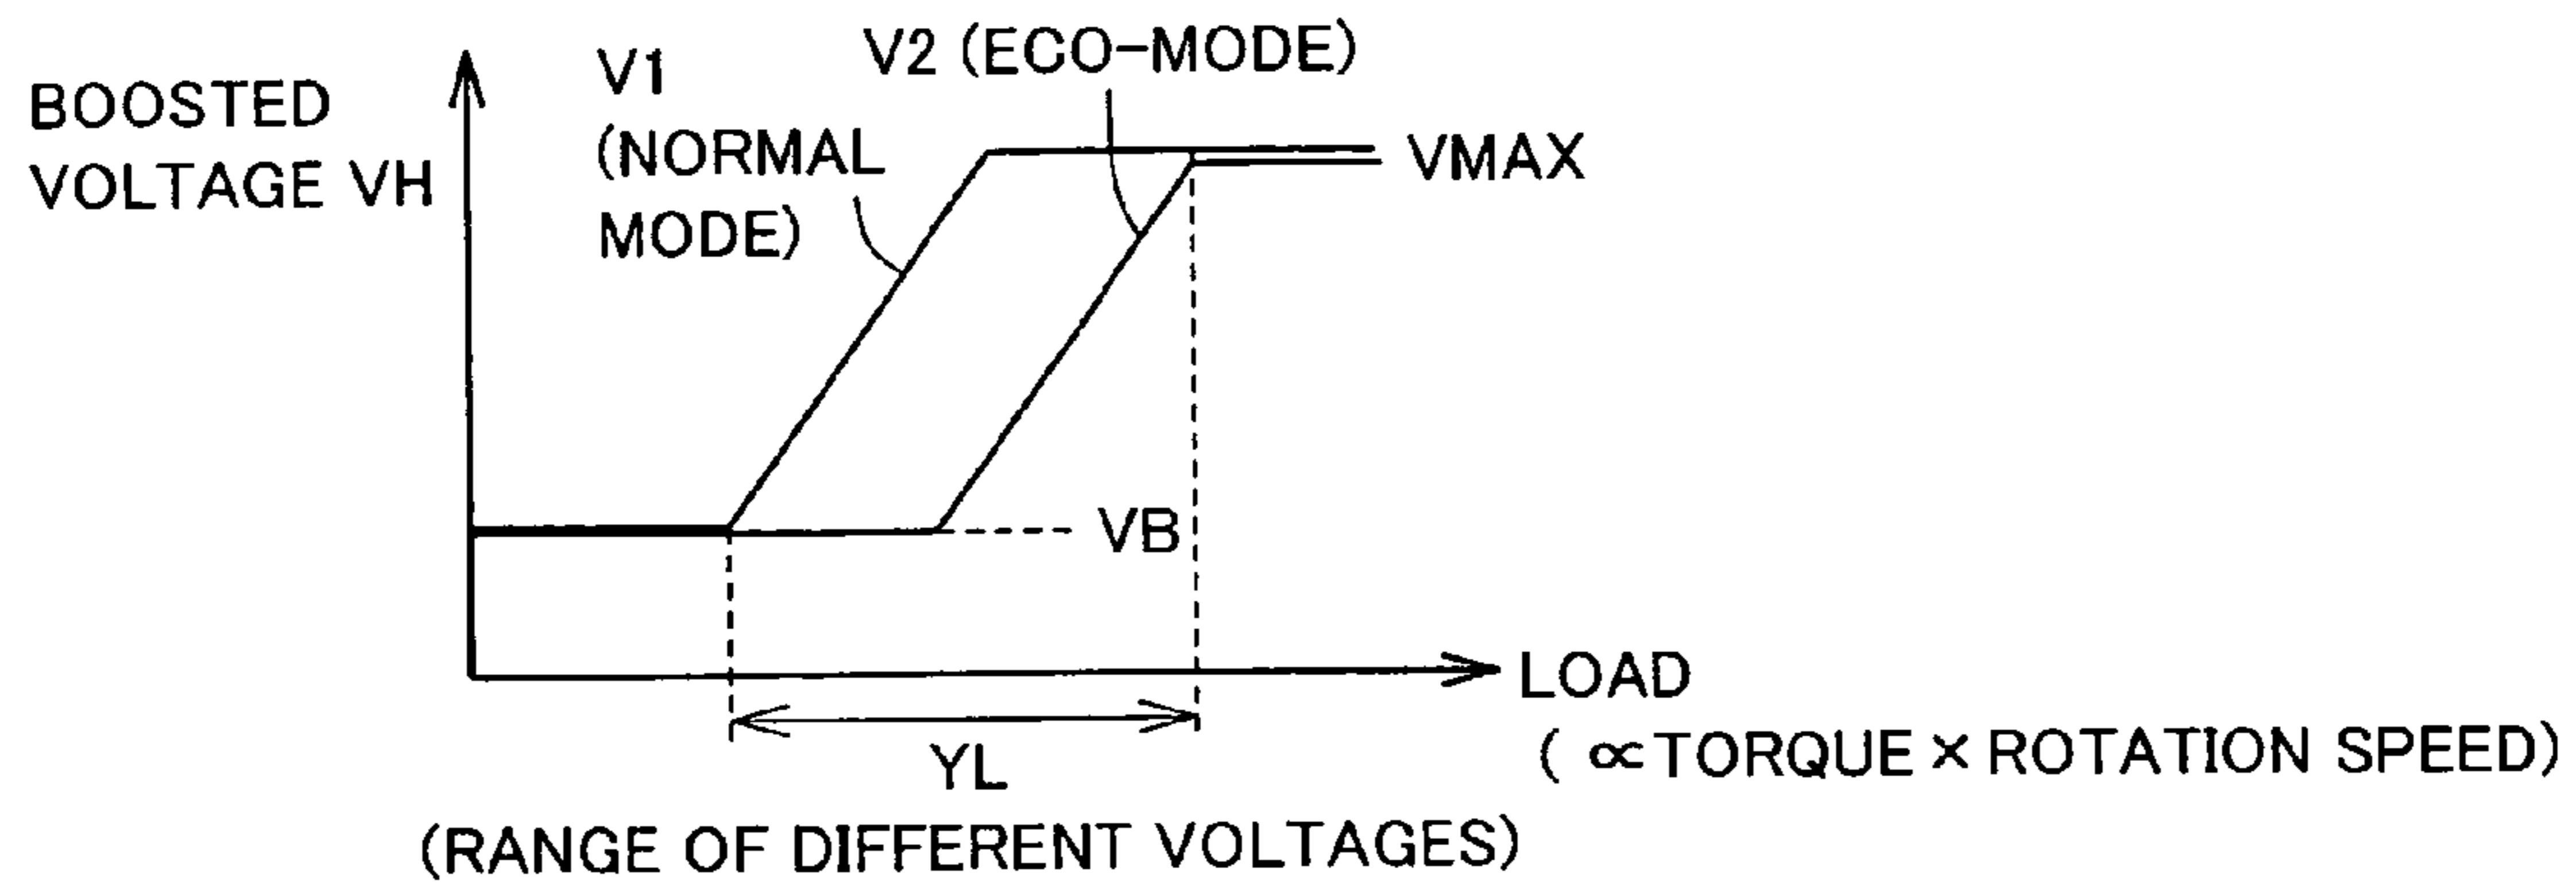 BOOSTED
VOLTAGE VH
V1
(NORMAL
MODE)
V2 (ECO-MODE)
VMAX
VB
LOAD
( ∝TORQUE × ROTATION SPEED)
YL
(RANGE OF DIFFERENT VOLTAGES)